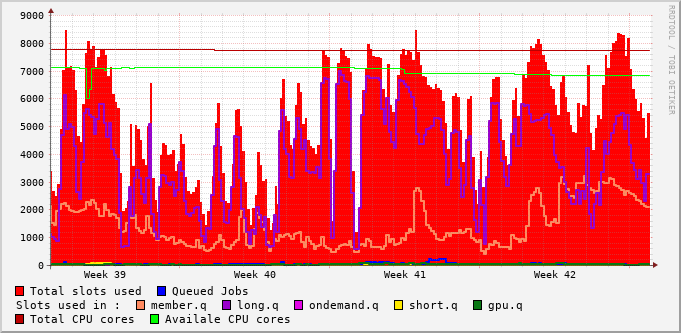 9000
8000
7000
6000
5000
4000
3000
2000
1000
0
Week 39 Week 40 Week 41 Week 42
RRDTOOL / TOBI OETIKER
Total slots used Queued Jobs
Slots used in : member.q long.q ondemand.q short.q gpu.q
Total CPU cores Availale CPU cores